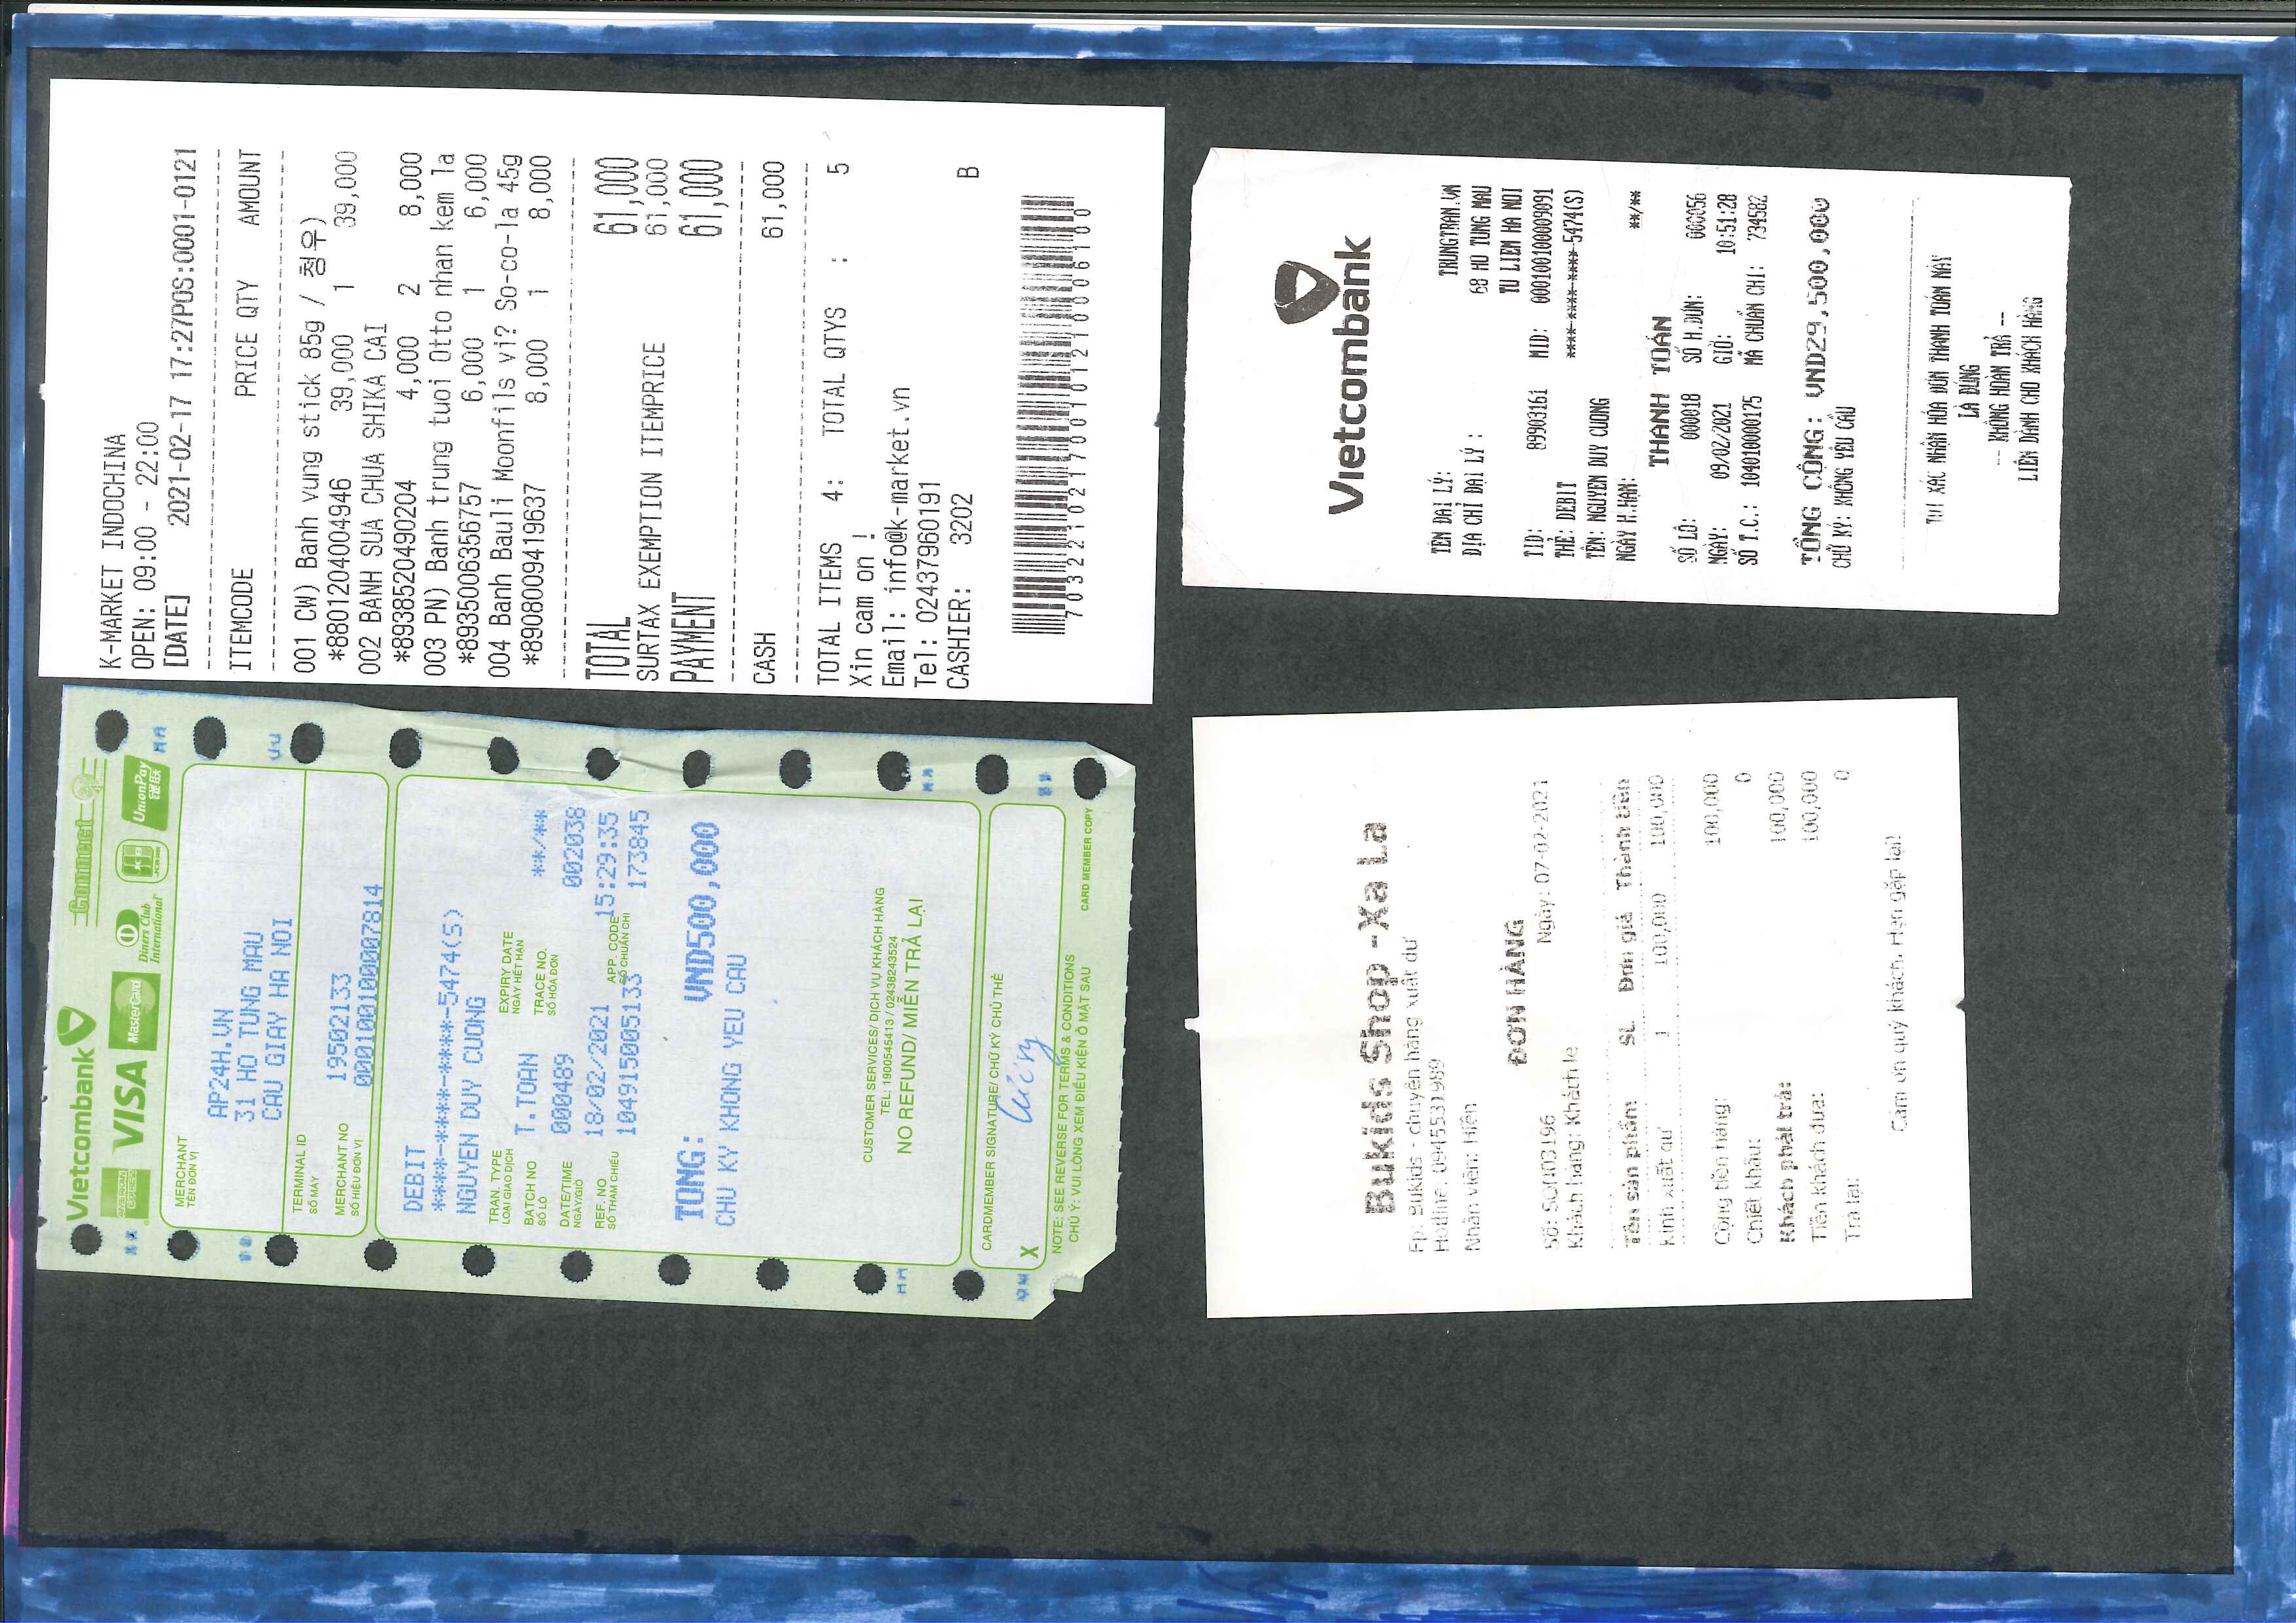 K-MARKET INDOCHINA
OPEN: 09:00 - 22:00
[DATE] 2021-02-17 17:27POS:0001-0121
ITEMCODE PRICE QTY AMOUNT
001 CW) Banh vung stick 85g / 청우)
*8801204004946 39,000 1 39,000
002 BANH SUA CHUA SHIKA CAI
*8938520490204 4,000 2 8,000
003 PN) Banh trung tuoi Otto nhan kem la
*8935006356757 6,000 1 6,000
004 Banh Bauli Moonfils vi? So-co-la 45g
*8908009419637 8,000 1 8,000
TOTAL 61,000
SURTAX EXEMPTION ITEMPRICE 61,000
PAYMENT 61,000
CASH 61,000
TOTAL ITEMS 4: TOTAL QTYS : 5
Xin cam on !
Email: info@k-market.vn
Tel: 02437960191
CASHIER: 3202 B
70321021700101210006100
Vietcombank
TÊN ĐẠI LÝ: TRUNGTRAN.VN
ĐỊA CHỈ ĐẠI LÝ : 68 HO TUNG MAU
TU LIEM HA NOI
TID: 89903161 MID: 000100100009091
THẺ: DEBIT **** **** **** 5474(S)
TÊN: NGUYEN DUY CUONG
NGÀY H.HẠN: **/**
THANH TOÁN
SỐ LÔ: 000018 SỐ H.ĐƠN: 000056
NGÀY: 09/02/2021 GIỜ: 10:51:28
SỐ T.C.: 104010000175 MÃ CHUẨN CHI: 734582
TỔNG CỘNG: VND29,500,000
CHỮ KÝ: KHÔNG YÊU CẦU
TÔI XÁC NHẬN HÓA ĐƠN THANH TOÁN NÀY
LÀ ĐÚNG
-- KHÔNG HOÀN TRẢ --
LIÊN DÀNH CHO KHÁCH HÀNG
Vietcombank Connect24
AMERICAN EXPRESS VISA MasterCard Diners Club International JCB UnionPay 银联
MERCHANT
TÊN ĐƠN VỊ
AP24H.VN
31 HO TUNG MAU
CAU GIAY HA NOI
TERMINAL ID
SỐ MÁY
19502133
MERCHANT NO
SỐ HIỆU ĐƠN VỊ
000100100007814
DEBIT
****-****-****-5474(S)
NGUYEN DUY CUONG
TRAN. TYPE
LOẠI GIAO DỊCH
T.TOAN
EXPIRY DATE
NGÀY HẾT HẠN
**/**
BATCH NO
SỐ LÔ
000489
TRACE NO.
SỐ HÓA ĐƠN
002038
DATE/TIME
NGÀY/GIỜ
18/02/2021 15:29:35
REF. NO
SỐ THAM CHIẾU
104915005133
APP. CODE
SỐ CHUẨN CHI
173845
TONG: VND500,000
CHU KY KHONG YEU CAU
CUSTOMER SERVICES/ DỊCH VỤ KHÁCH HÀNG
TEL: 1900545413 / 02438243524
NO REFUND/ MIỄN TRẢ LẠI
CARDMEMBER SIGNATURE/ CHỮ KÝ CHỦ THẺ
X Cường
NOTE: SEE REVERSE FOR TERMS & CONDITIONS
CHÚ Ý: VUI LÒNG XEM ĐIỀU KIỆN Ở MẶT SAU
CARD MEMBER COPY
Bukids Shop -Xa La
Fp: Bukids - chuyên hàng xuất dư
Hotline: 09455331989
Nhân viên: Hiền
ĐƠN HÀNG
Số: SO403196 Ngày: 07-02-2021
Khách hàng: Khách lẻ
Tên sản phẩm SL Đơn giá Thành tiền
kính xuất dư 1 100,000 100,000
Cộng tiền hàng: 100,000
Chiết khấu: 0
Khách phải trả: 100,000
Tiền khách đưa: 100,000
Trả lại: 0
Cảm ơn quý khách. Hẹn gặp lại!